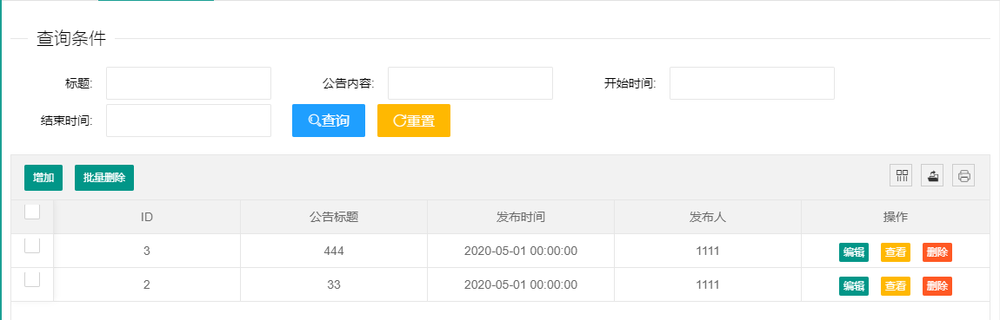 查询条件
标题: 公告内容: 开始时间:
结束时间: 查询 重置
增加 批量删除
ID 公告标题 发布时间 发布人 操作
3 444 2020-05-01 00:00:00 1111 编辑 查看 删除
2 33 2020-05-01 00:00:00 1111 编辑 查看 删除